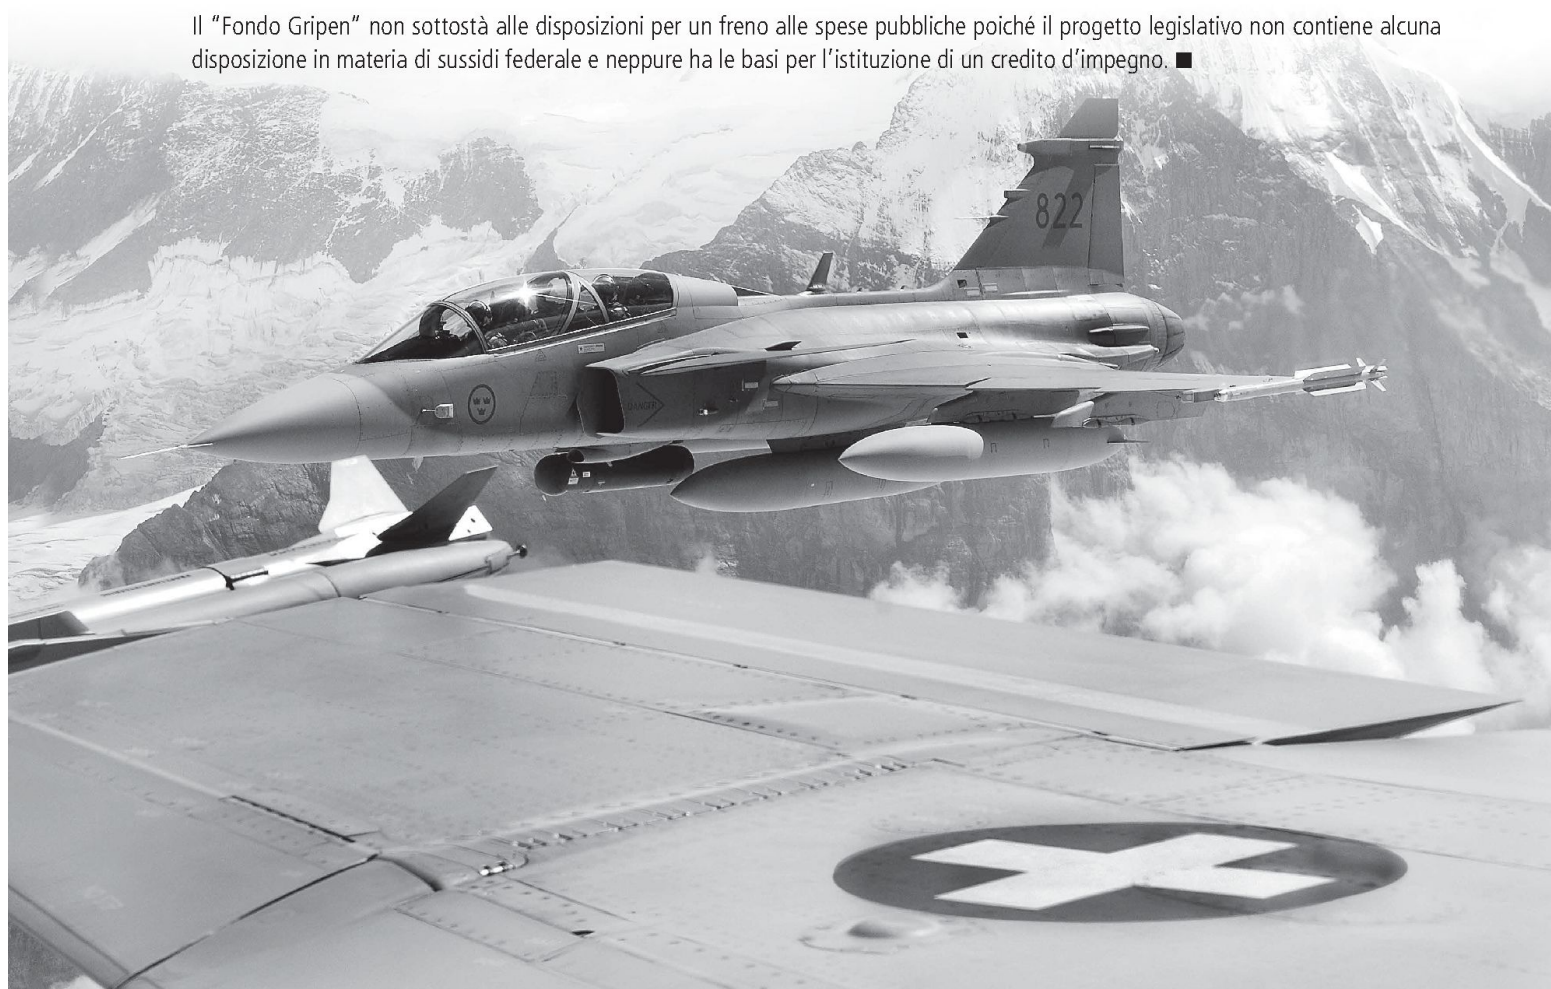 Il “Fondo Gripen” non sottostà alle disposizioni per un freno alle spese pubbliche poiché il progetto legislativo non contiene alcuna
disposizione in materia di sussidi federale e neppure ha le basi per l’istituzione di un credito d’impegno. ■
822
DANGER